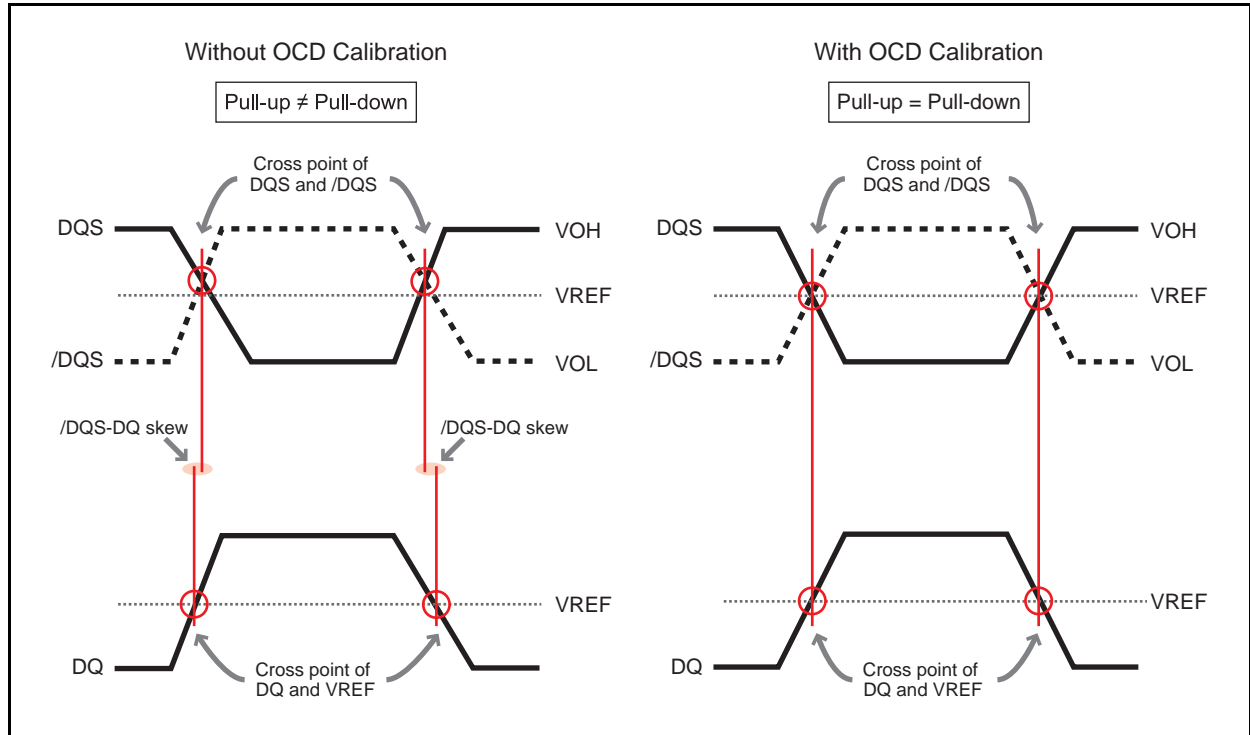 Without OCD Calibration
Pull-up ≠ Pull-down
Cross point of
DQS and /DQS
DQS
VOH
VREF
/DQS
VOL
/DQS-DQ skew
/DQS-DQ skew
VREF
DQ
Cross point of
DQ and VREF
With OCD Calibration
Pull-up = Pull-down
Cross point of
DQS and /DQS
DQS
VOH
VREF
/DQS
VOL
VREF
DQ
Cross point of
DQ and VREF